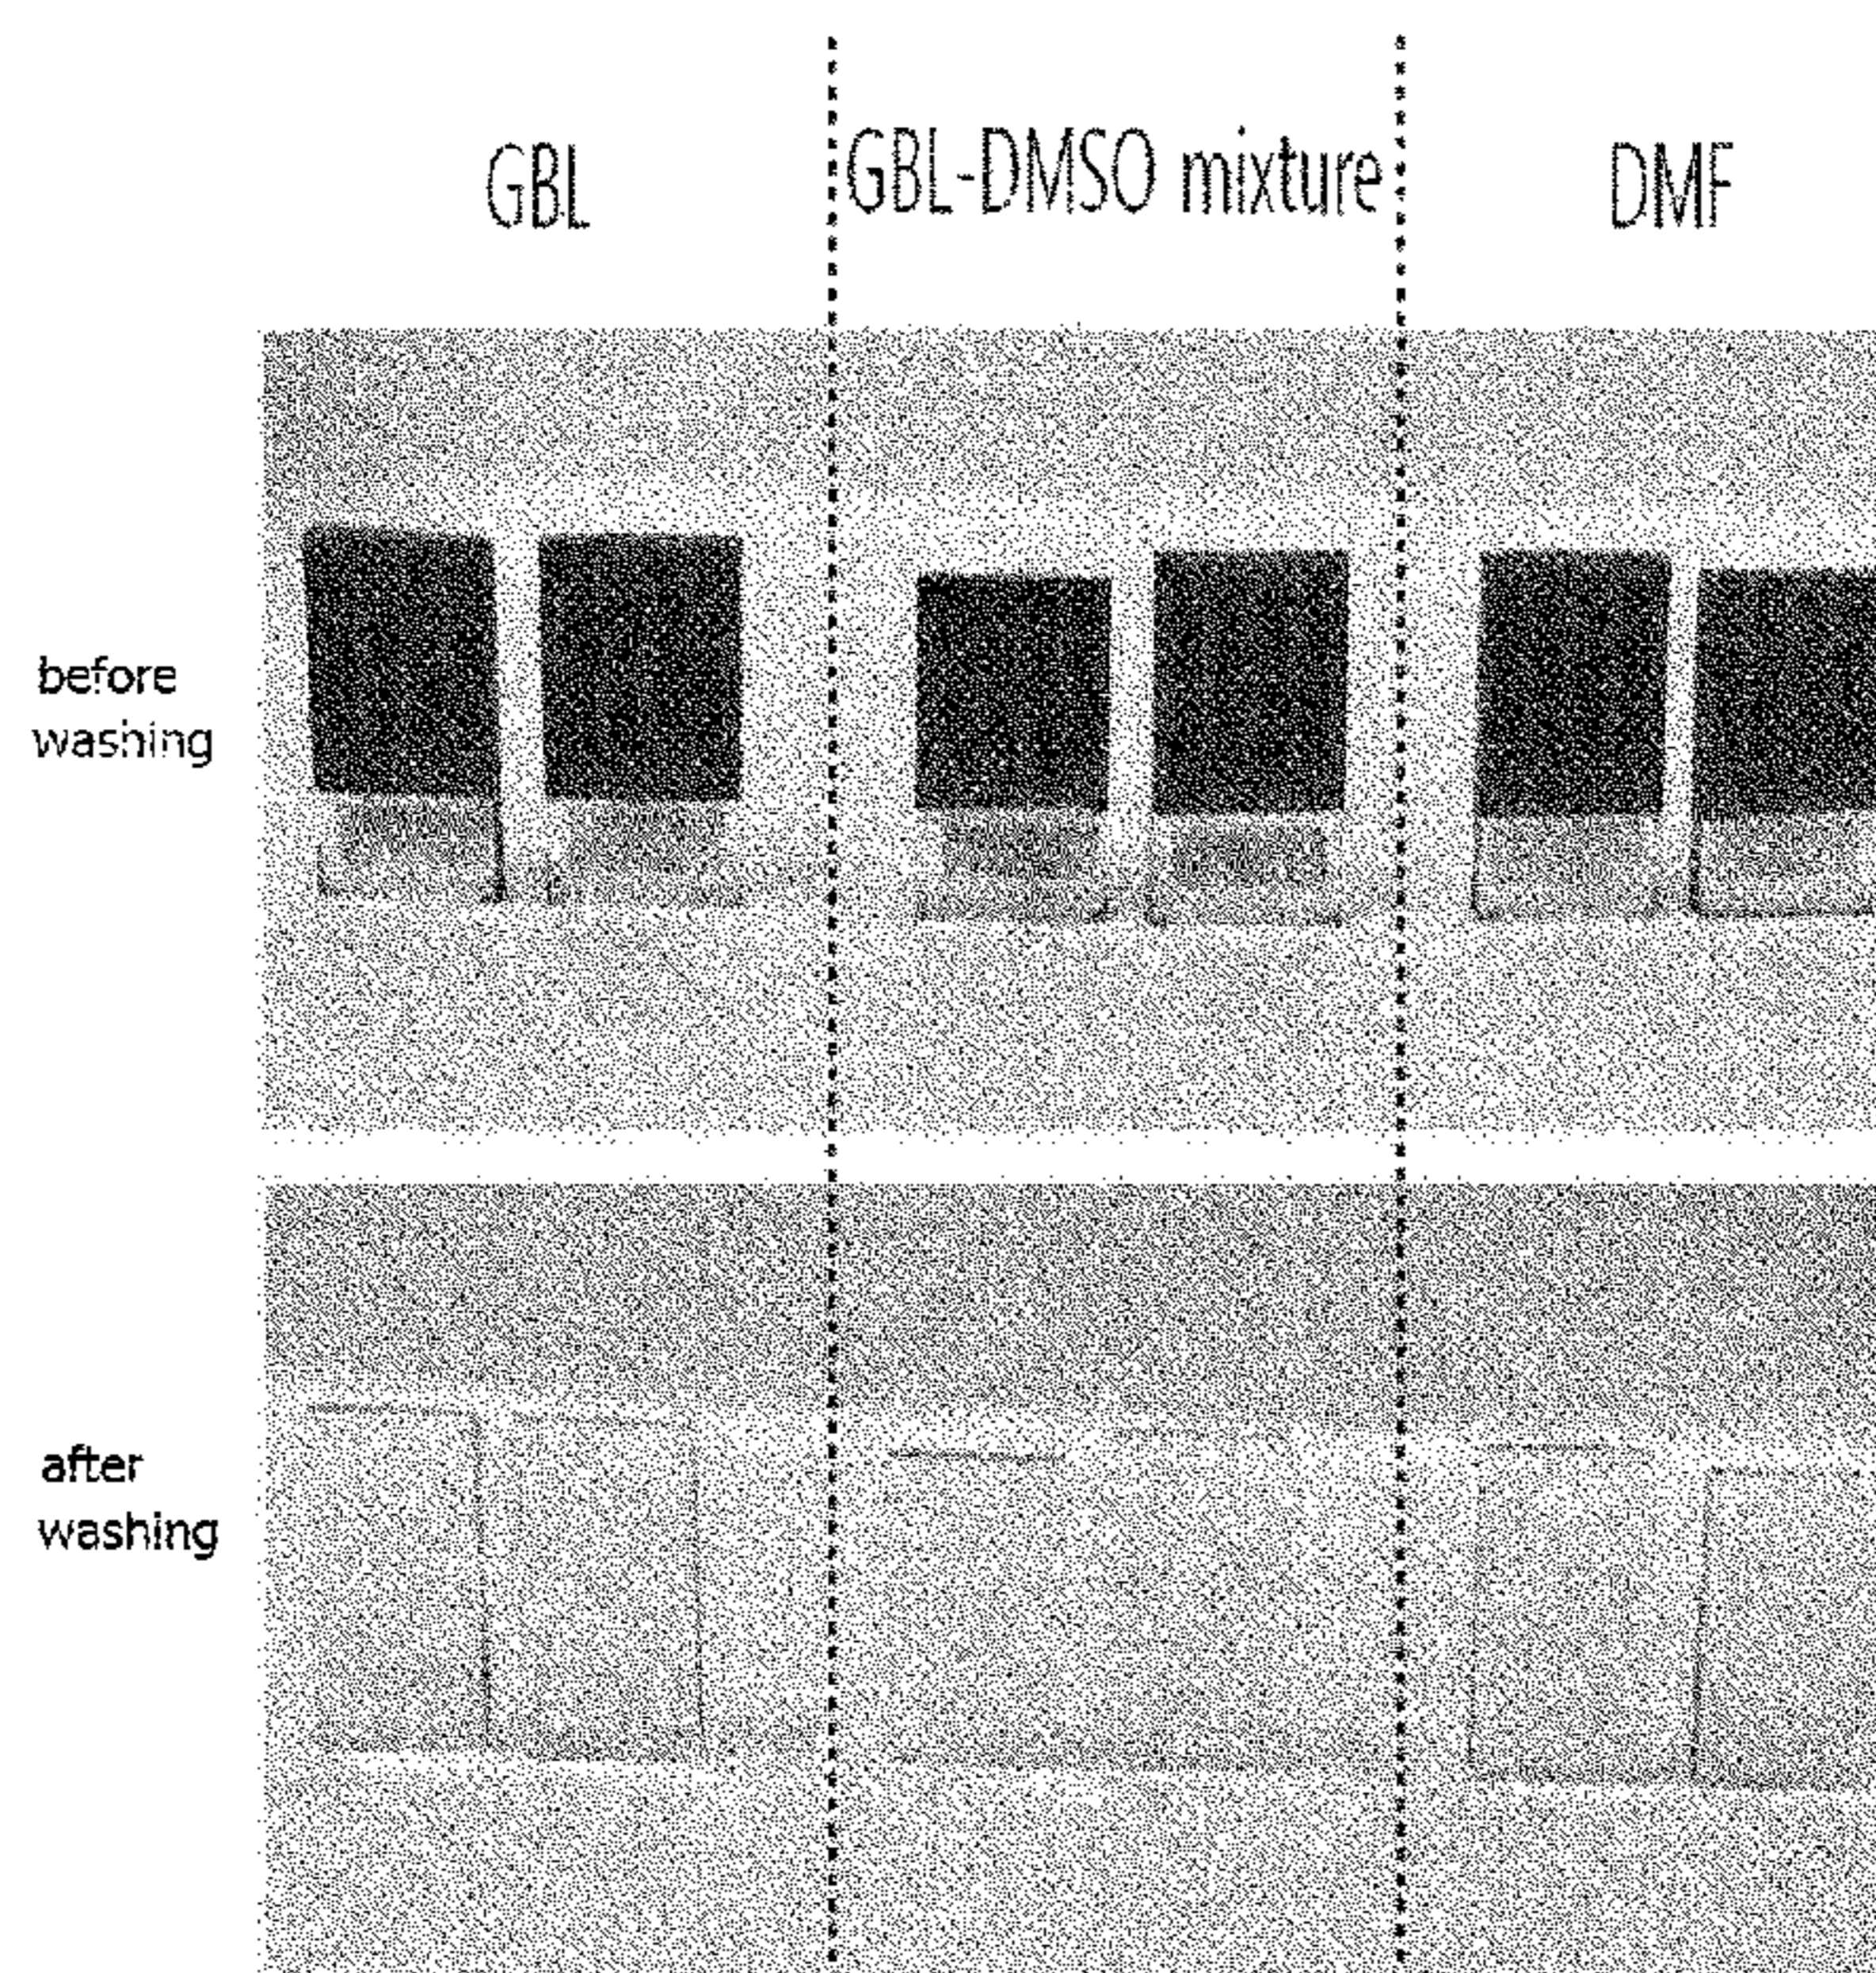 GBL
GBL-DMSO mixture
DMF
before
washing
after
washing